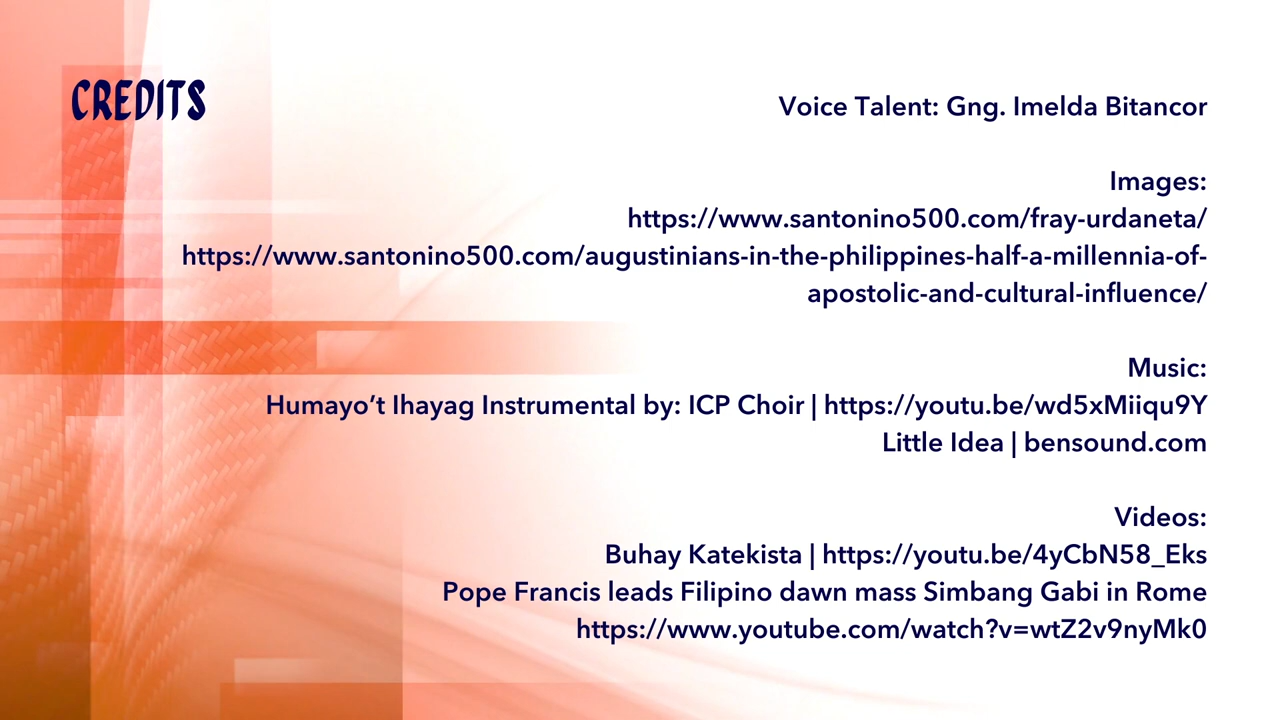 CREDITS
Voice Talent: Gng. Imelda Bitancor
Images:
https://www.santonino500.com/fray-urdaneta/
https://www.santonino500.com/augustinians-in-the-philippines-half-a-millennia-of-
apostolic-and-cultural-influence/
Music:
Humayo’t Ihayag Instrumental by: ICP Choir | https://youtu.be/wd5xMiiqu9Y
Little Idea | bensound.com
Videos:
Buhay Katekista | https://youtu.be/4yCbN58_Eks
Pope Francis leads Filipino dawn mass Simbang Gabi in Rome
https://www.youtube.com/watch?v=wtZ2v9nyMk0